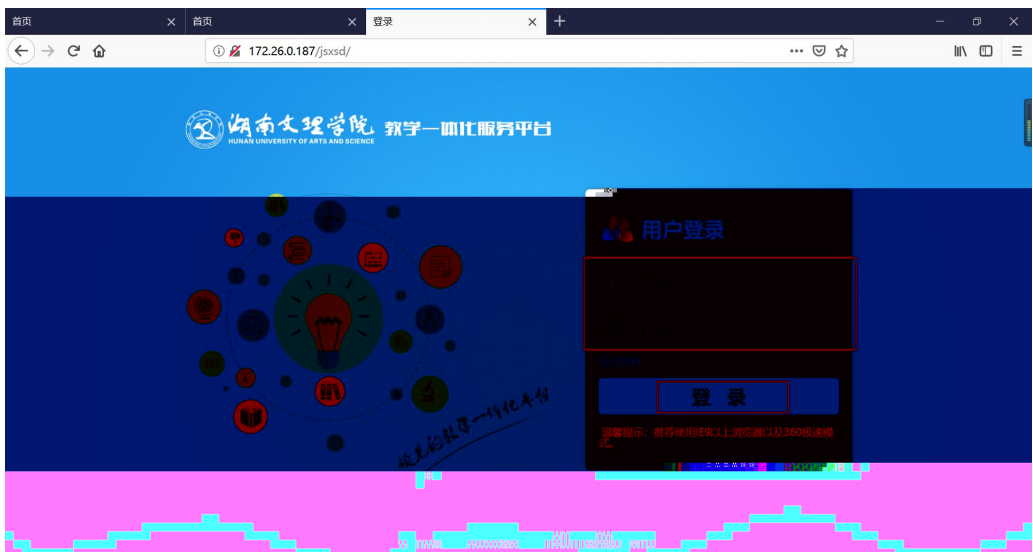 首页
首页
登录
172.26.0.187/jsxsd/
湖南文理学院 教学一体化服务平台
HUNAN UNIVERSITY OF ARTS AND SCIENCE
用户登录
登 录
温馨提示：推荐使用IE9以上浏览器以及360极速模
式。